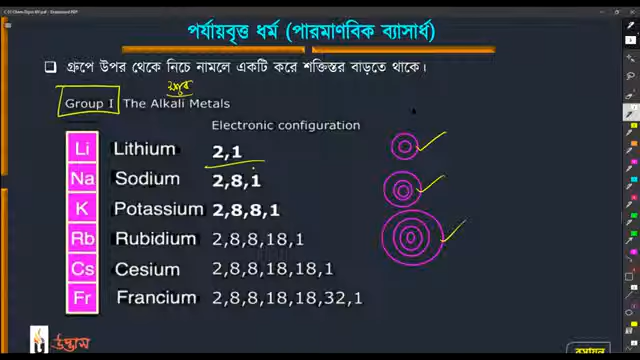 পর্যায়বৃত্ত ধর্ম (পারমাণবিক ব্যাসার্ধ)
গ্রুপে উপর থেকে নিচে নামলে একটি করে শক্তিস্তর বাড়তে থাকে।
Group I The Alkali Metals
Electronic configuration
Li Lithium 2,1
Na Sodium 2,8,1
K Potassium 2,8,8,1
Rb Rubidium 2,8,8,18,1
Cs Cesium 2,8,8,18,18,1
Fr Francium 2,8,8,18,18,32,1
উদ্ভাস
রসায়ন